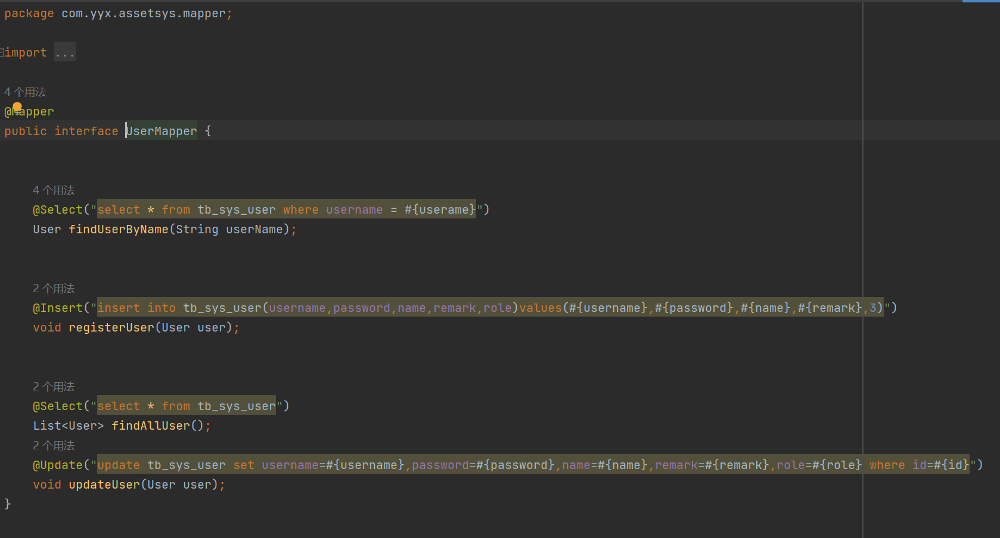 package com.yyx.assetsys.mapper;
import ...
4 个用法
@Mapper
public interface UserMapper {
4 个用法
@Select("select * from tb_sys_user where username = #{userame}")
User findUserByName(String userName);
2 个用法
@Insert("insert into tb_sys_user(username,password,name,remark,role)values(#{username},#{password},#{name},#{remark},3)")
void registerUser(User user);
2 个用法
@Select("select * from tb_sys_user")
List<User> findAllUser();
2 个用法
@Update("update tb_sys_user set username=#{username},password=#{password},name=#{name},remark=#{remark},role=#{role} where id=#{id}")
void updateUser(User user);
}